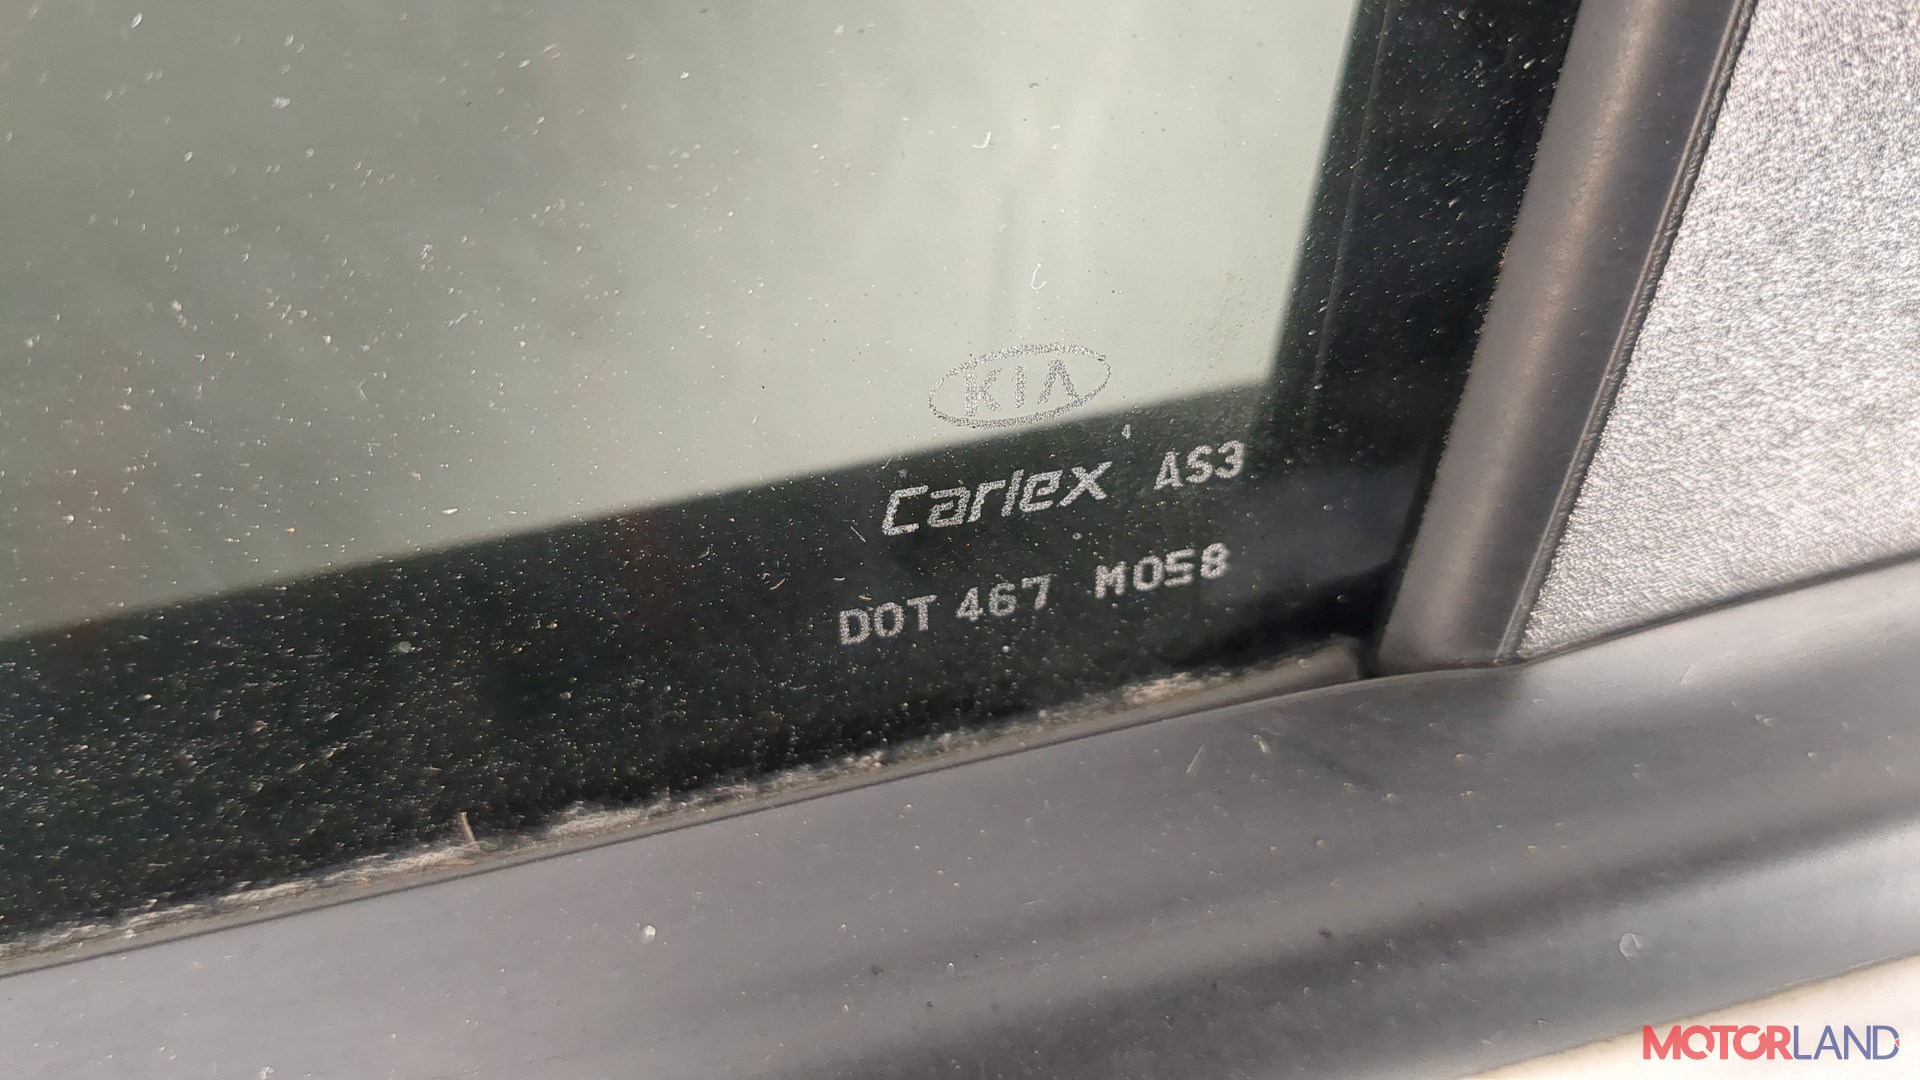 KIA
Carlex AS3
DOT 467 M058
MOTORLAND